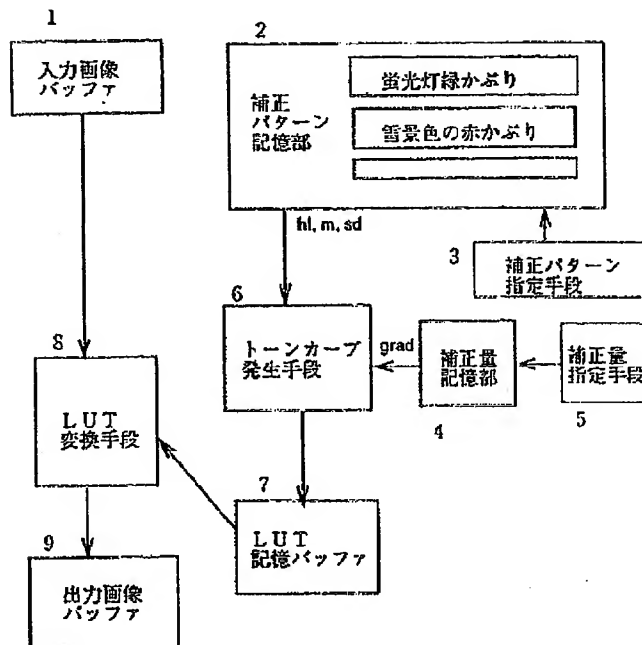 1
入力画像
バッファ
2
補正
パターン
記憶部
蛍光灯緑かぶり
雪景色の赤かぶり
hl, m, sd
3
補正パターン
指定手段
6
トーンカーブ
発生手段
grad
補正量
記憶部
4
補正量
指定手段
5
8
LUT
変換手段
7
LUT
記憶バッファ
9
出力画像
バッファ